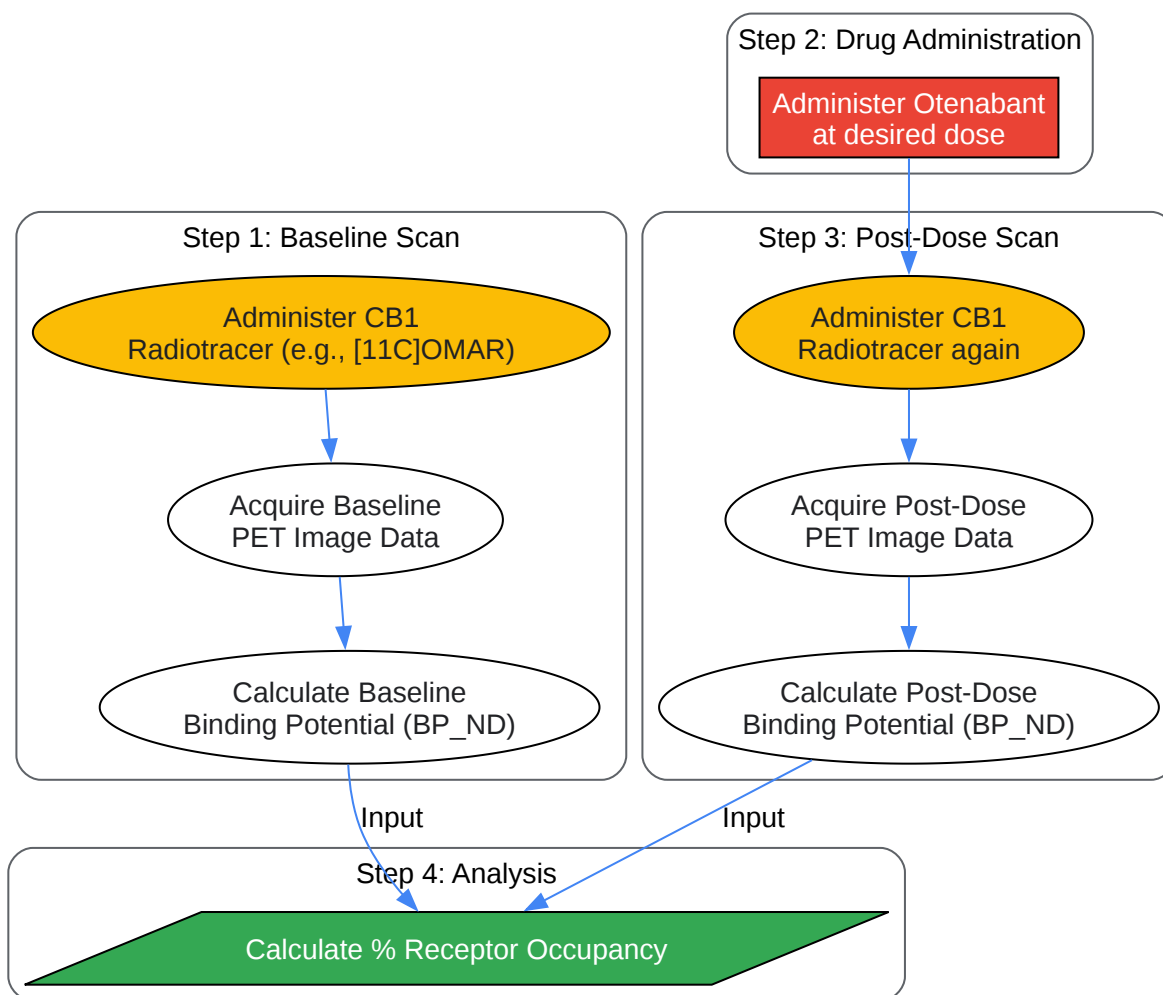 Step 2: Drug Administration
Administer Otenabant
at desired dose
Step 1: Baseline Scan
Administer CB1
Radiotracer (e.g., [11C]OMAR)
Acquire Baseline
PET Image Data
Calculate Baseline
Binding Potential (BP_ND)
Step 3: Post-Dose Scan
Administer CB1
Radiotracer again
Acquire Post-Dose
PET Image Data
Calculate Post-Dose
Binding Potential (BP_ND)
Input
Input
Step 4: Analysis
Calculate % Receptor Occupancy